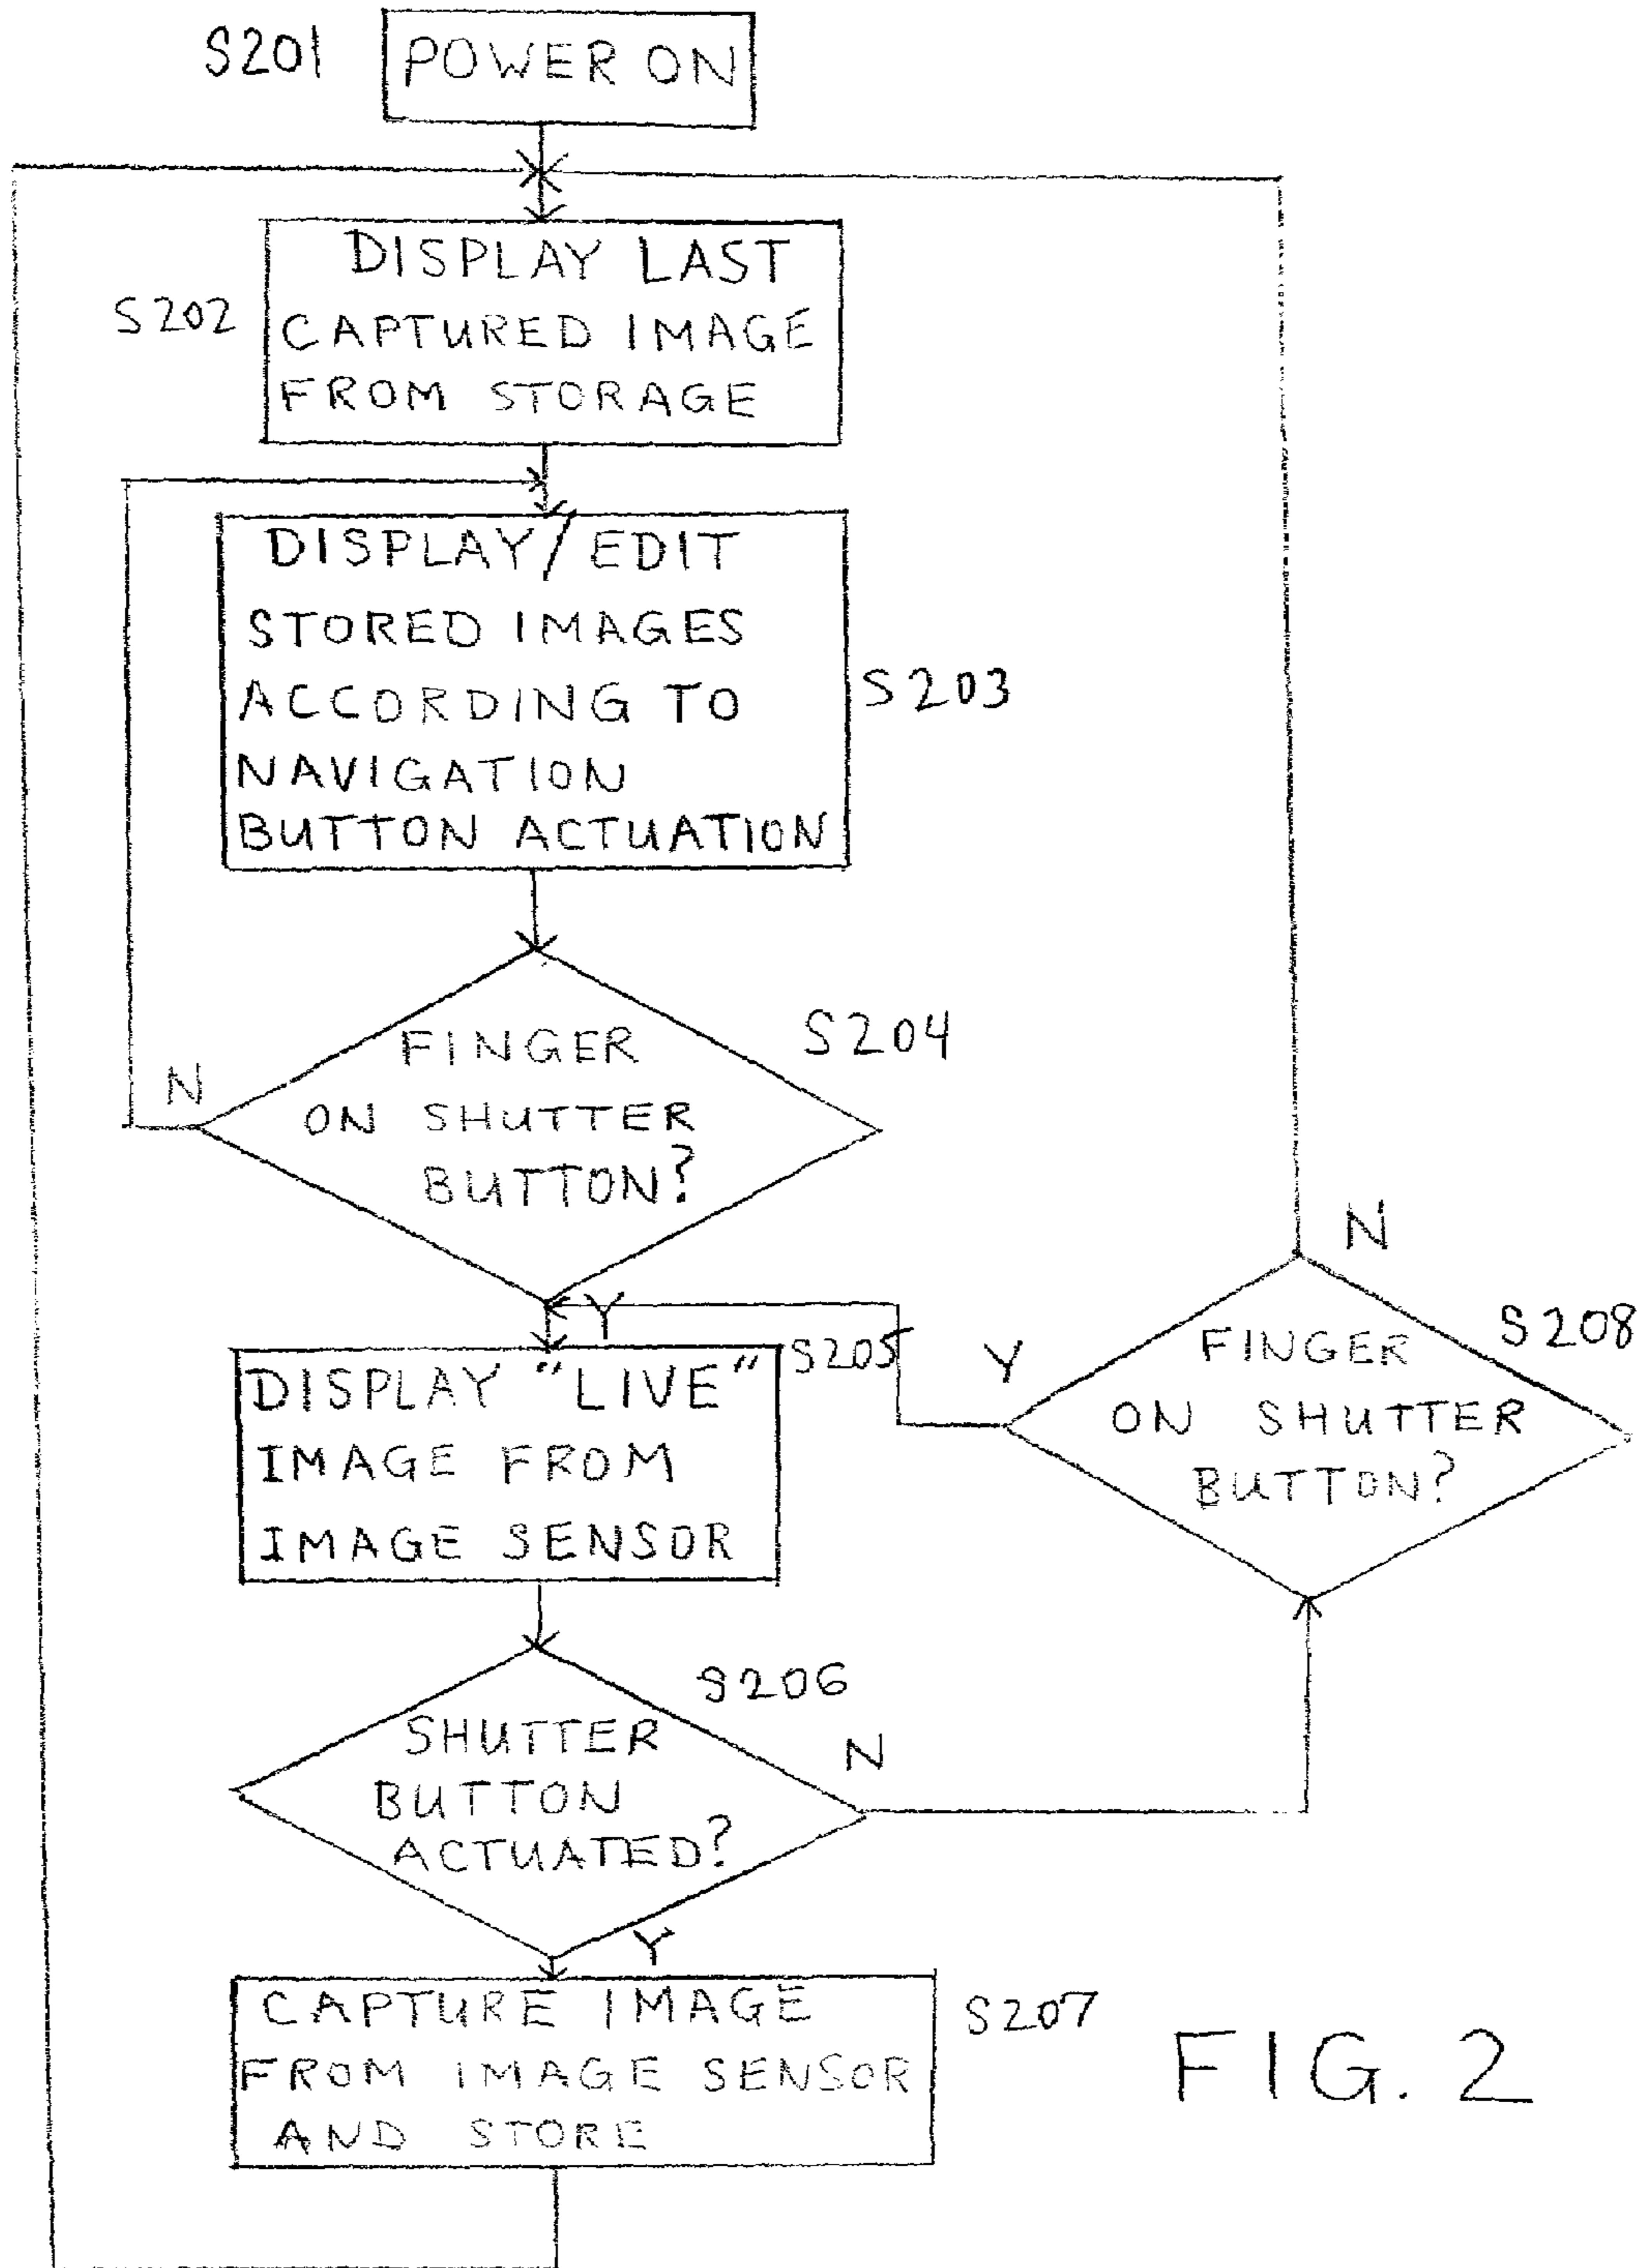 S201
POWER ON
S202
DISPLAY LAST
CAPTURED IMAGE
FROM STORAGE
DISPLAY/EDIT
STORED IMAGES
ACCORDING TO
NAVIGATION
BUTTON ACTUATION
S203
FINGER
ON SHUTTER
BUTTON?
S204
N
Y
DISPLAY "LIVE"
IMAGE FROM
IMAGE SENSOR
S205
SHUTTER
BUTTON
ACTUATED?
S206
N
Y
FINGER
ON SHUTTER
BUTTON?
S208
N
Y
CAPTURE IMAGE
FROM IMAGE SENSOR
AND STORE
S207
FIG. 2